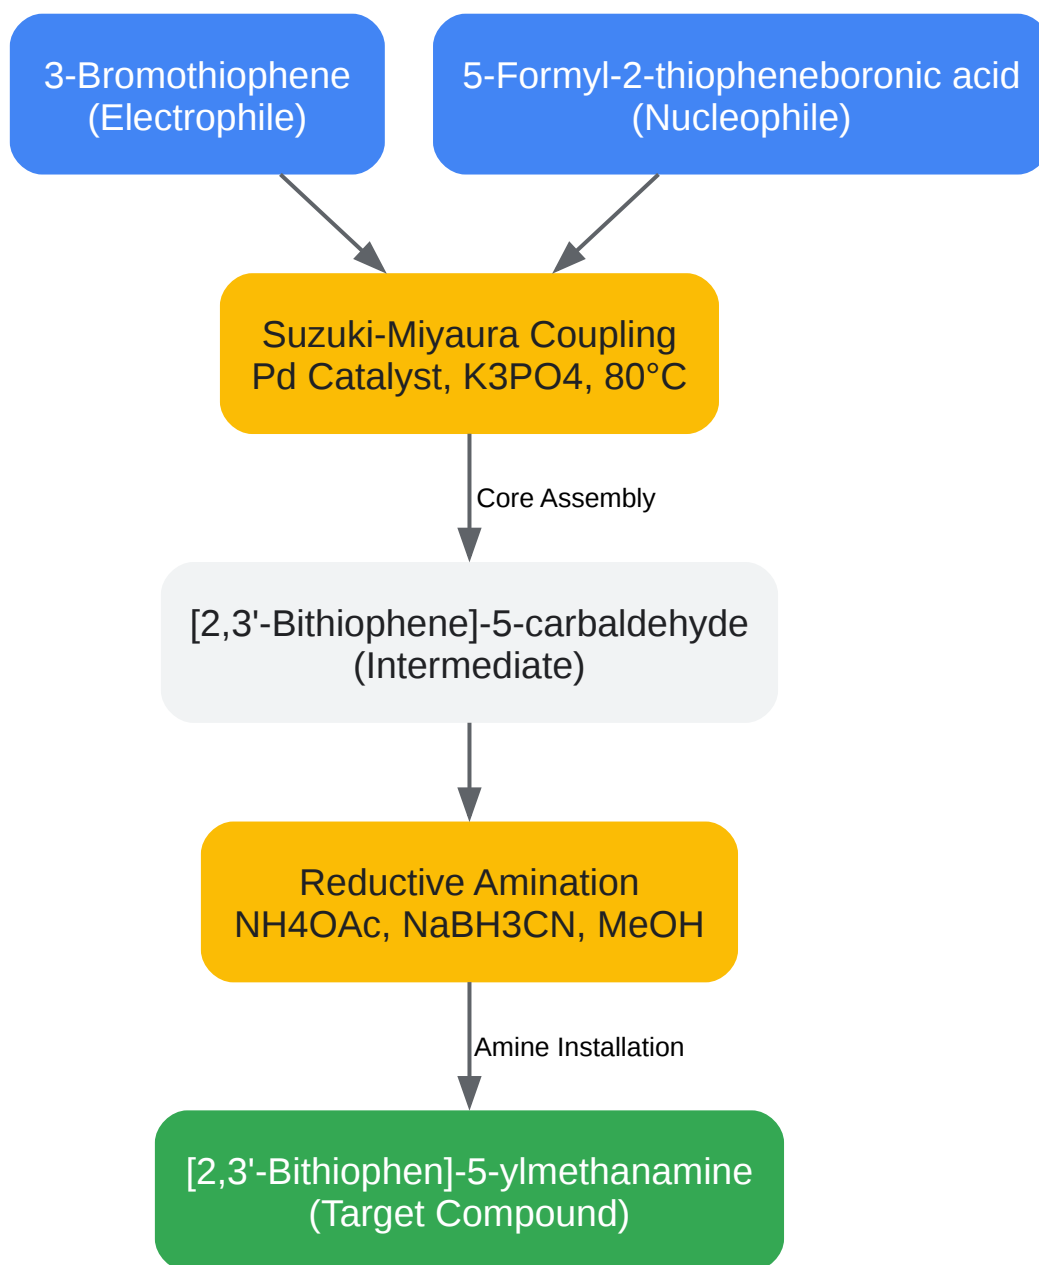 3-Bromothiophene
(Electrophile)
5-Formyl-2-thiopheneboronic acid
(Nucleophile)
Suzuki-Miyaura Coupling
Pd Catalyst, K3PO4, 80°C
Core Assembly
[2,3'-Bithiophene]-5-carbaldehyde
(Intermediate)
Reductive Amination
NH4OAc, NaBH3CN, MeOH
Amine Installation
[2,3'-Bithiophen]-5-ylmethanamine
(Target Compound)